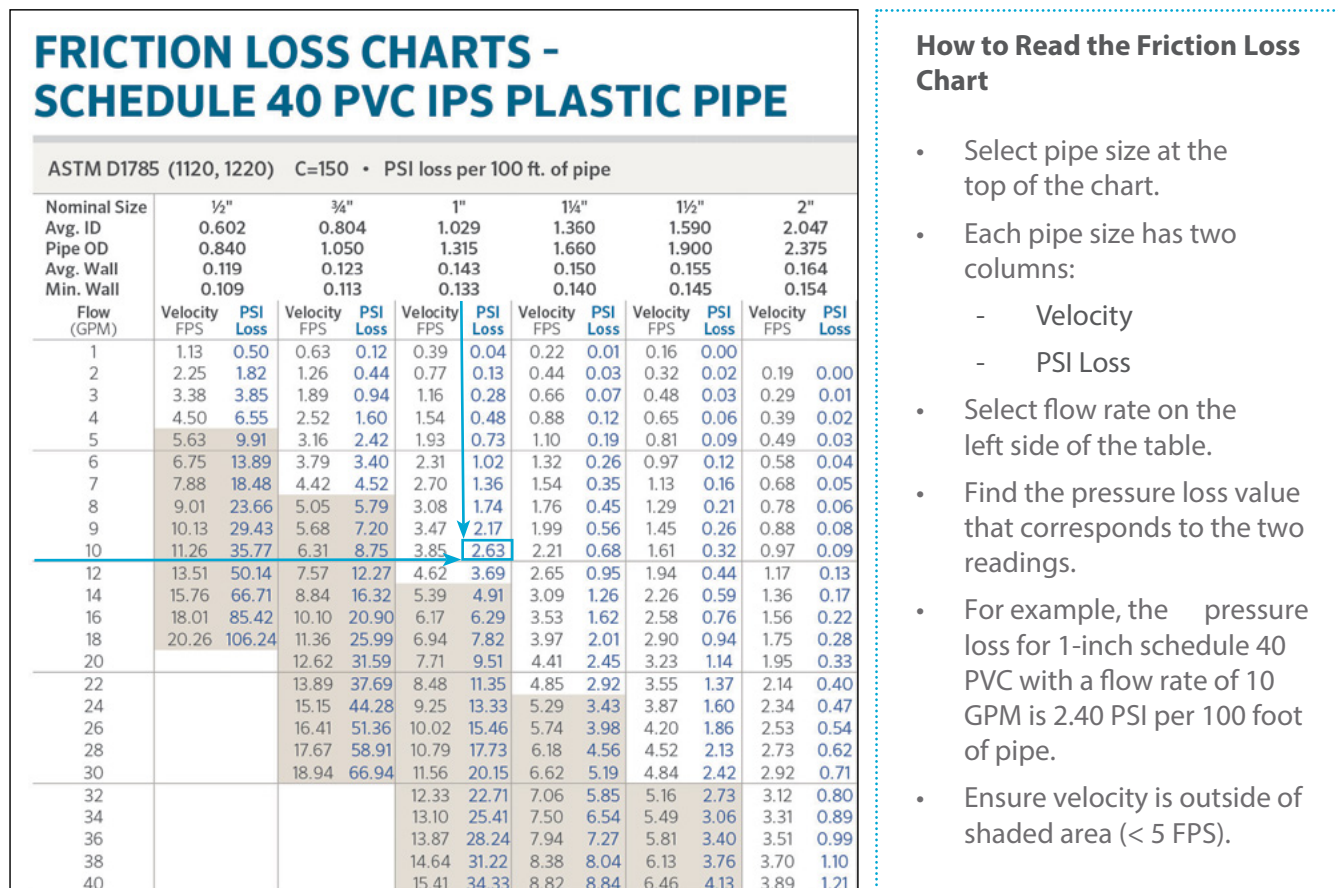 FRICTION LOSS CHARTS -
SCHEDULE 40 PVC IPS PLASTIC PIPE
ASTM D1785 (1120, 1220) C=150 • PSI loss per 100 ft. of pipe
Nominal Size ½" ¾" 1" 1¼" 1½" 2"
Avg. ID 0.602 0.804 1.029 1.360 1.590 2.047
Pipe OD 0.840 1.050 1.315 1.660 1.900 2.375
Avg. Wall 0.119 0.123 0.143 0.150 0.155 0.164
Min. Wall 0.109 0.113 0.133 0.140 0.145 0.154
Flow Velocity PSI Velocity PSI Velocity PSI Velocity PSI Velocity PSI Velocity PSI
(GPM) FPS Loss FPS Loss FPS Loss FPS Loss FPS Loss FPS Loss
1 1.13 0.50 0.63 0.12 0.39 0.04 0.22 0.01 0.16 0.00
2 2.25 1.82 1.26 0.44 0.77 0.13 0.44 0.03 0.32 0.02 0.19 0.00
3 3.38 3.85 1.89 0.94 1.16 0.28 0.66 0.07 0.48 0.03 0.29 0.01
4 4.50 6.55 2.52 1.60 1.54 0.48 0.88 0.12 0.65 0.06 0.39 0.02
5 5.63 9.91 3.16 2.42 1.93 0.73 1.10 0.19 0.81 0.09 0.49 0.03
6 6.75 13.89 3.79 3.40 2.31 1.02 1.32 0.26 0.97 0.12 0.58 0.04
7 7.88 18.48 4.42 4.52 2.70 1.36 1.54 0.35 1.13 0.16 0.68 0.05
8 9.01 23.66 5.05 5.79 3.08 1.74 1.76 0.45 1.29 0.21 0.78 0.06
9 10.13 29.43 5.68 7.20 3.47 2.17 1.99 0.56 1.45 0.26 0.88 0.08
10 11.26 35.77 6.31 8.75 3.85 2.63 2.21 0.68 1.61 0.32 0.97 0.09
12 13.51 50.14 7.57 12.27 4.62 3.69 2.65 0.95 1.94 0.44 1.17 0.13
14 15.76 66.71 8.84 16.32 5.39 4.91 3.09 1.26 2.26 0.59 1.36 0.17
16 18.01 85.42 10.10 20.90 6.17 6.29 3.53 1.62 2.58 0.76 1.56 0.22
18 20.26 106.24 11.36 25.99 6.94 7.82 3.97 2.01 2.90 0.94 1.75 0.28
20 12.62 31.59 7.71 9.51 4.41 2.45 3.23 1.14 1.95 0.33
22 13.89 37.69 8.48 11.35 4.85 2.92 3.55 1.37 2.14 0.40
24 15.15 44.28 9.25 13.33 5.29 3.43 3.87 1.60 2.34 0.47
26 16.41 51.36 10.02 15.46 5.74 3.98 4.20 1.86 2.53 0.54
28 17.67 58.91 10.79 17.73 6.18 4.56 4.52 2.13 2.73 0.62
30 18.94 66.94 11.56 20.15 6.62 5.19 4.84 2.42 2.92 0.71
32 12.33 22.71 7.06 5.85 5.16 2.73 3.12 0.80
34 13.10 25.41 7.50 6.54 5.49 3.06 3.31 0.89
36 13.87 28.24 7.94 7.27 5.81 3.40 3.51 0.99
38 14.64 31.22 8.38 8.04 6.13 3.76 3.70 1.10
40 15.41 34.33 8.82 8.84 6.46 4.13 3.89 1.21
How to Read the Friction Loss
Chart
• Select pipe size at the
top of the chart.
• Each pipe size has two
columns:
- Velocity
- PSI Loss
• Select flow rate on the
left side of the table.
• Find the pressure loss value
that corresponds to the two
readings.
• For example, the pressure
loss for 1-inch schedule 40
PVC with a flow rate of 10
GPM is 2.40 PSI per 100 foot
of pipe.
• Ensure velocity is outside of
shaded area (< 5 FPS).